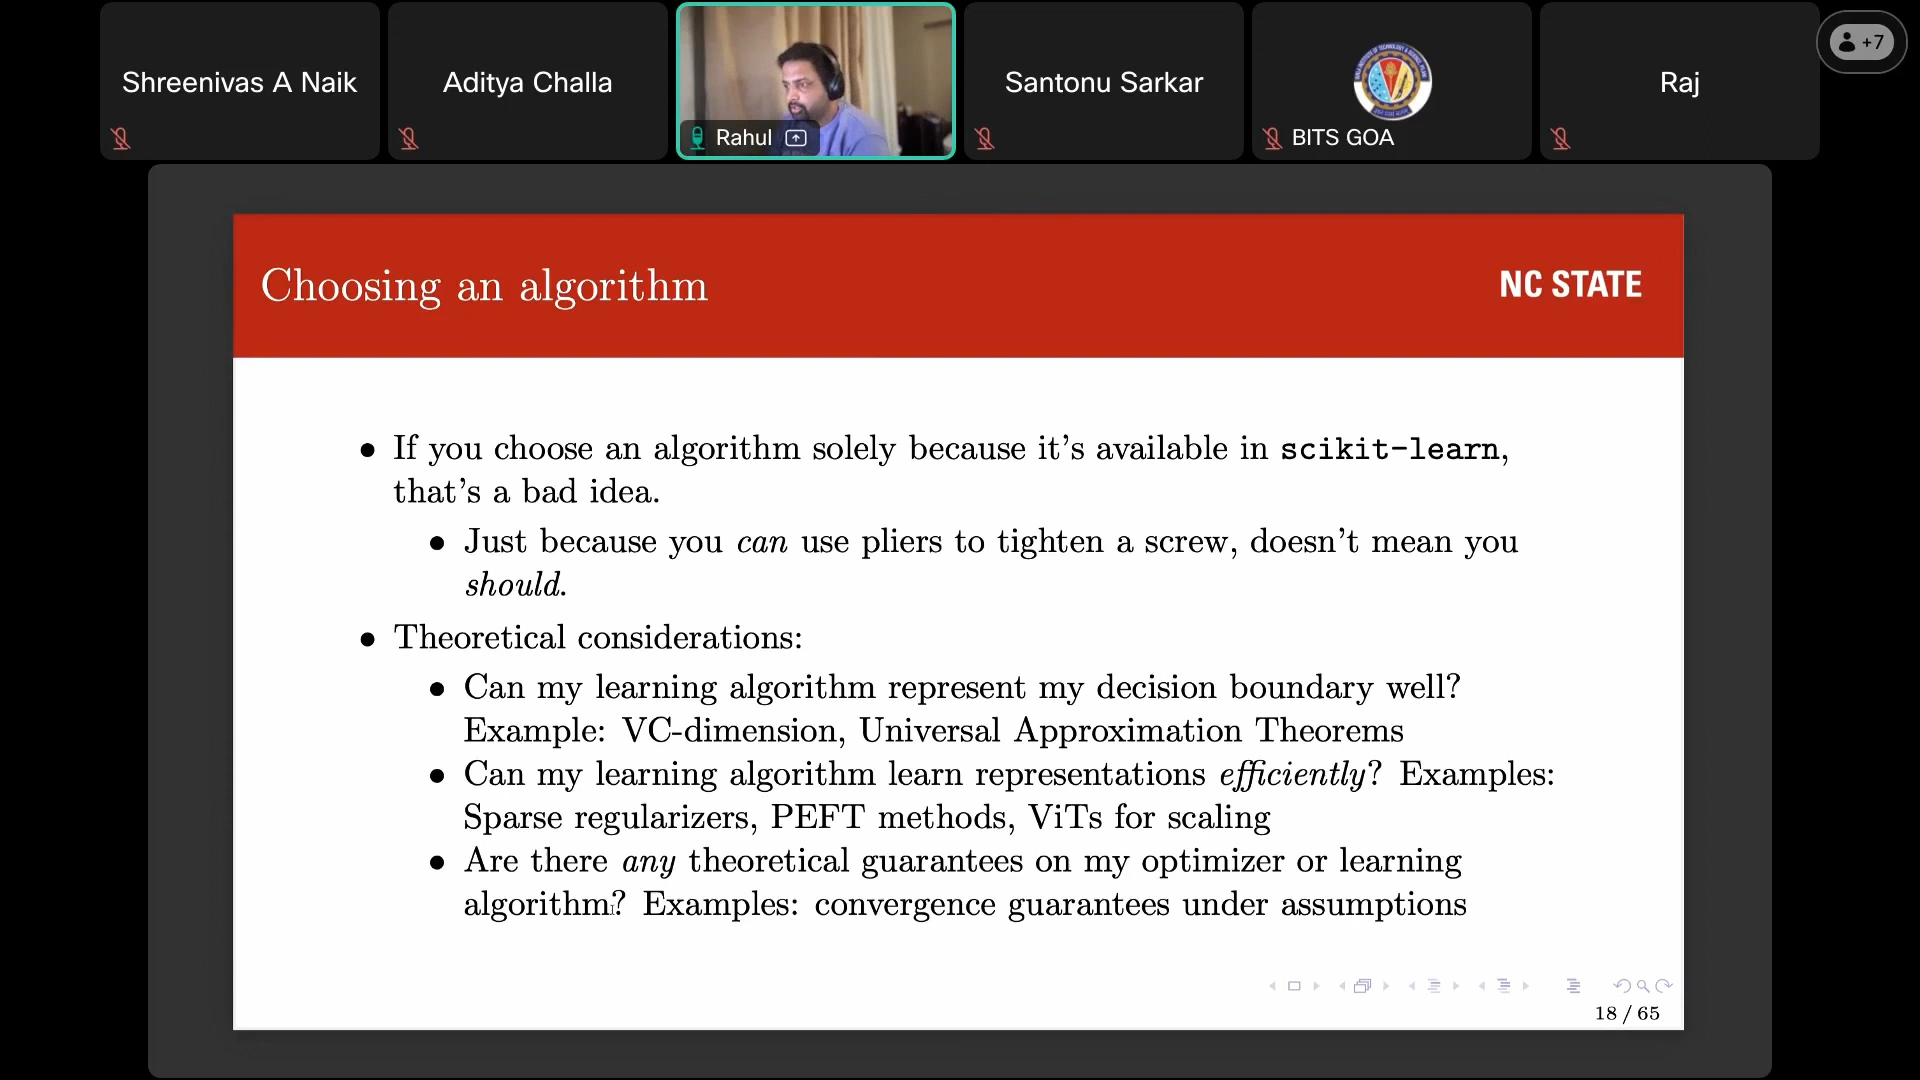 Shreenivas A Naik
Aditya Challa
Rahul
Santonu Sarkar
BITS GOA
Raj
+7
Choosing an algorithm
NC STATE
• If you choose an algorithm solely because it’s available in scikit-learn,
that’s a bad idea.
• Just because you can use pliers to tighten a screw, doesn’t mean you
should.
• Theoretical considerations:
• Can my learning algorithm represent my decision boundary well?
Example: VC-dimension, Universal Approximation Theorems
• Can my learning algorithm learn representations efficiently? Examples:
Sparse regularizers, PEFT methods, ViTs for scaling
• Are there any theoretical guarantees on my optimizer or learning
algorithm? Examples: convergence guarantees under assumptions
18 / 65